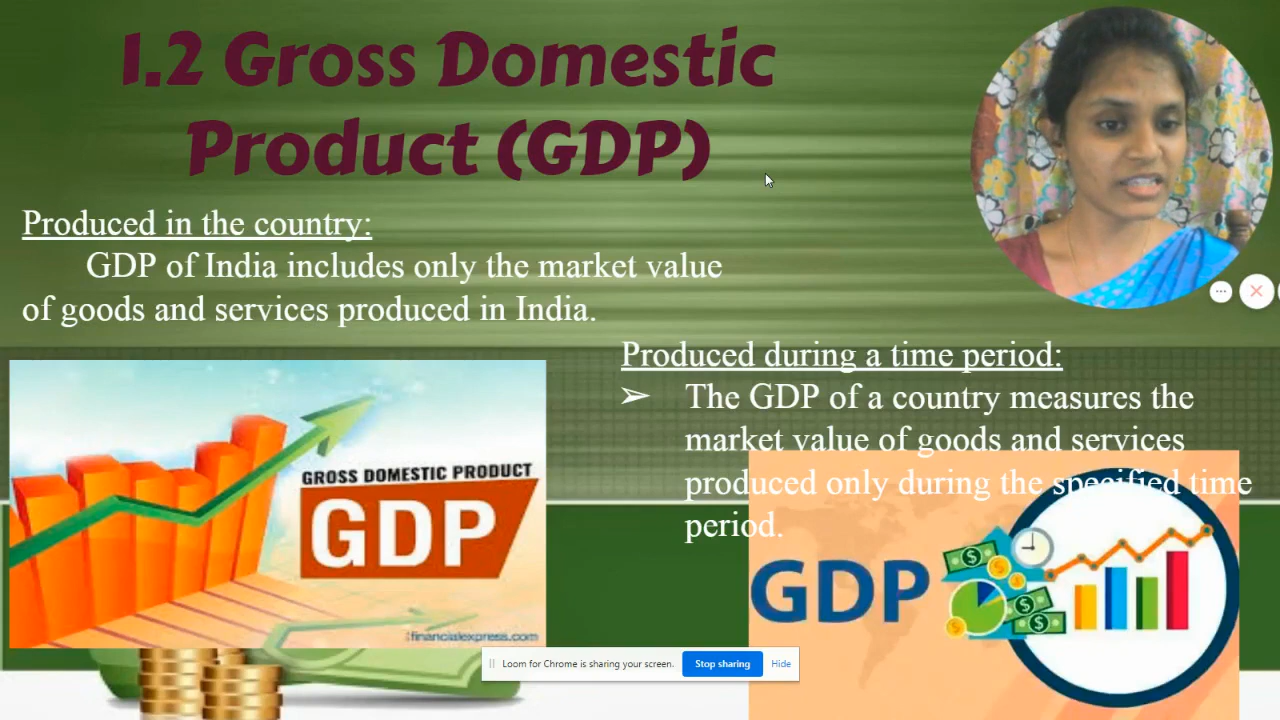 1.2 Gross Domestic
Product (GDP)
Produced in the country:
GDP of India includes only the market value
of goods and services produced in India.
Produced during a time period:
➢ The GDP of a country measures the
market value of goods and services
produced only during the specified time
period.
GROSS DOMESTIC PRODUCT
GDP
financialexpress.com
GDP
Loom for Chrome is sharing your screen. Stop sharing Hide